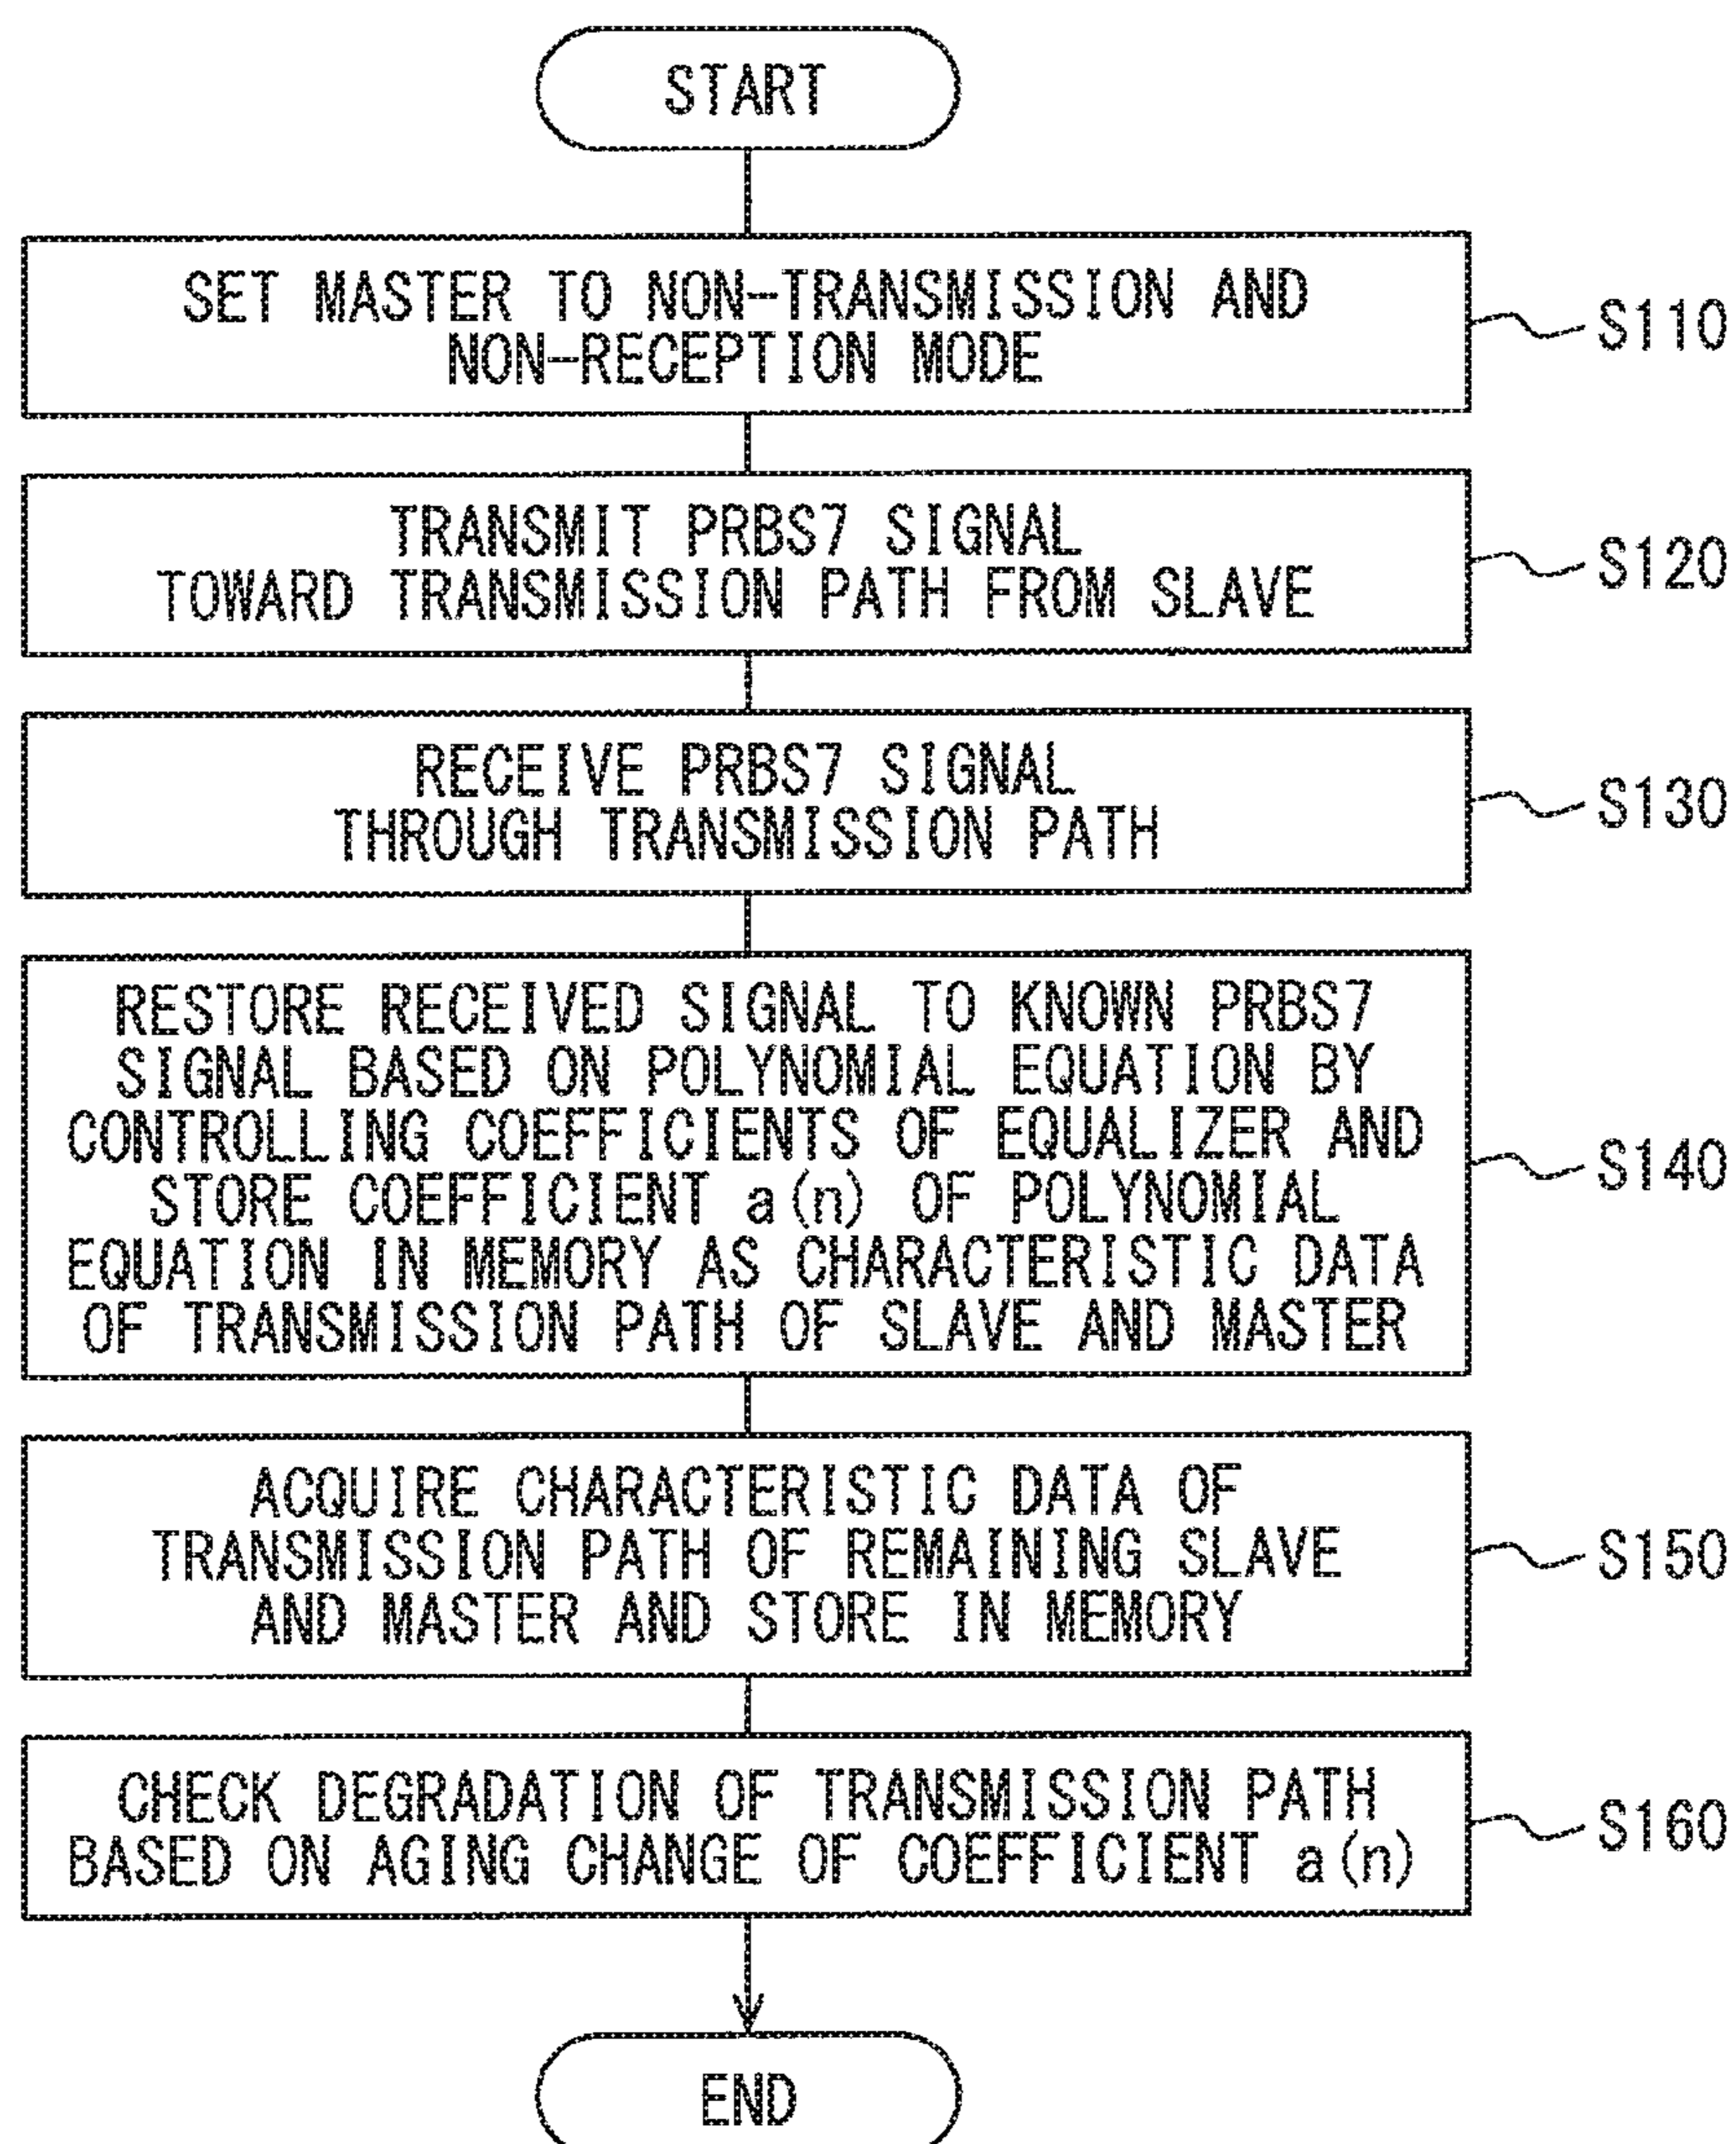 START
SET MASTER TO NON-TRANSMISSION AND
NON-RECEPTION MODE
S110
TRANSMIT PRBS7 SIGNAL
TOWARD TRANSMISSION PATH FROM SLAVE
S120
RECEIVE PRBS7 SIGNAL
THROUGH TRANSMISSION PATH
S130
RESTORE RECEIVED SIGNAL TO KNOWN PRBS7
SIGNAL BASED ON POLYNOMIAL EQUATION BY
CONTROLLING COEFFICIENTS OF EQUALIZER AND
STORE COEFFICIENT a(n) OF POLYNOMIAL
EQUATION IN MEMORY AS CHARACTERISTIC DATA
OF TRANSMISSION PATH OF SLAVE AND MASTER
S140
ACQUIRE CHARACTERISTIC DATA OF
TRANSMISSION PATH OF REMAINING SLAVE
AND MASTER AND STORE IN MEMORY
S150
CHECK DEGRADATION OF TRANSMISSION PATH
BASED ON AGING CHANGE OF COEFFICIENT a(n)
S160
END